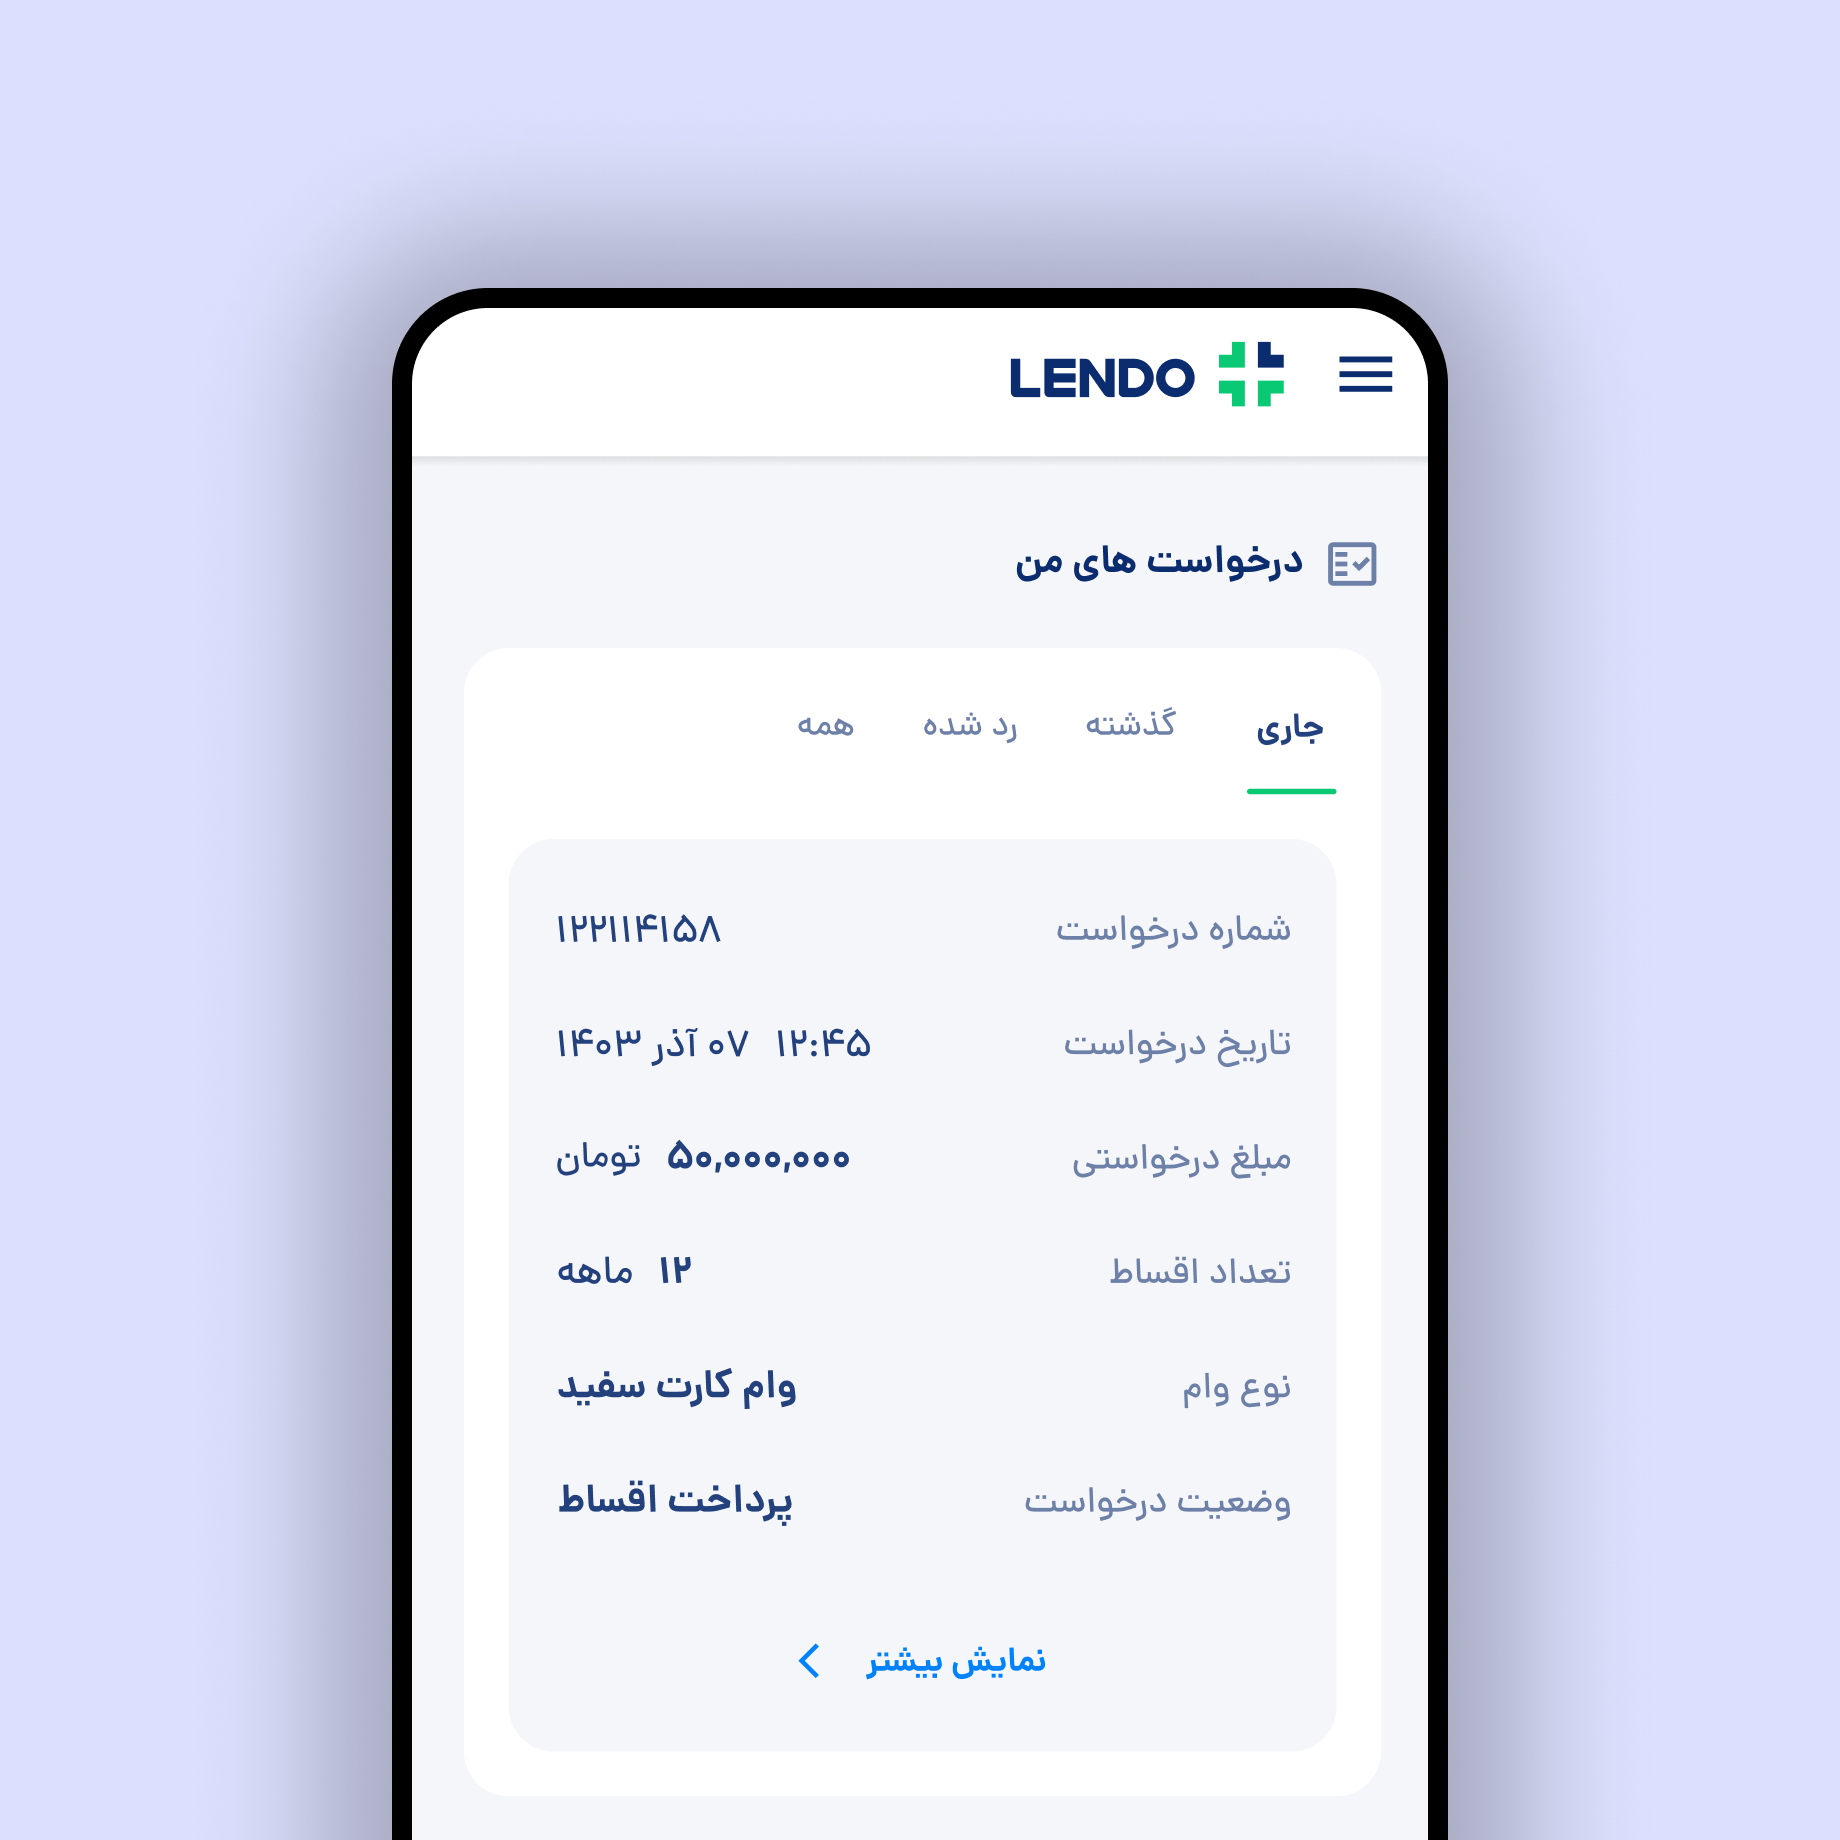 LENDO
درخواست های من
جاری گذشته رد شده همه
شماره درخواست ۱۲۲۱۱۴۱۵۸
تاریخ درخواست ۰۷ آذر ۱۴۰۳ ۱۲:۴۵
مبلغ درخواستی ۵۰,۰۰۰,۰۰۰ تومان
تعداد اقساط ۱۲ ماهه
نوع وام وام کارت سفید
وضعیت درخواست پرداخت اقساط
نمایش بیشتر